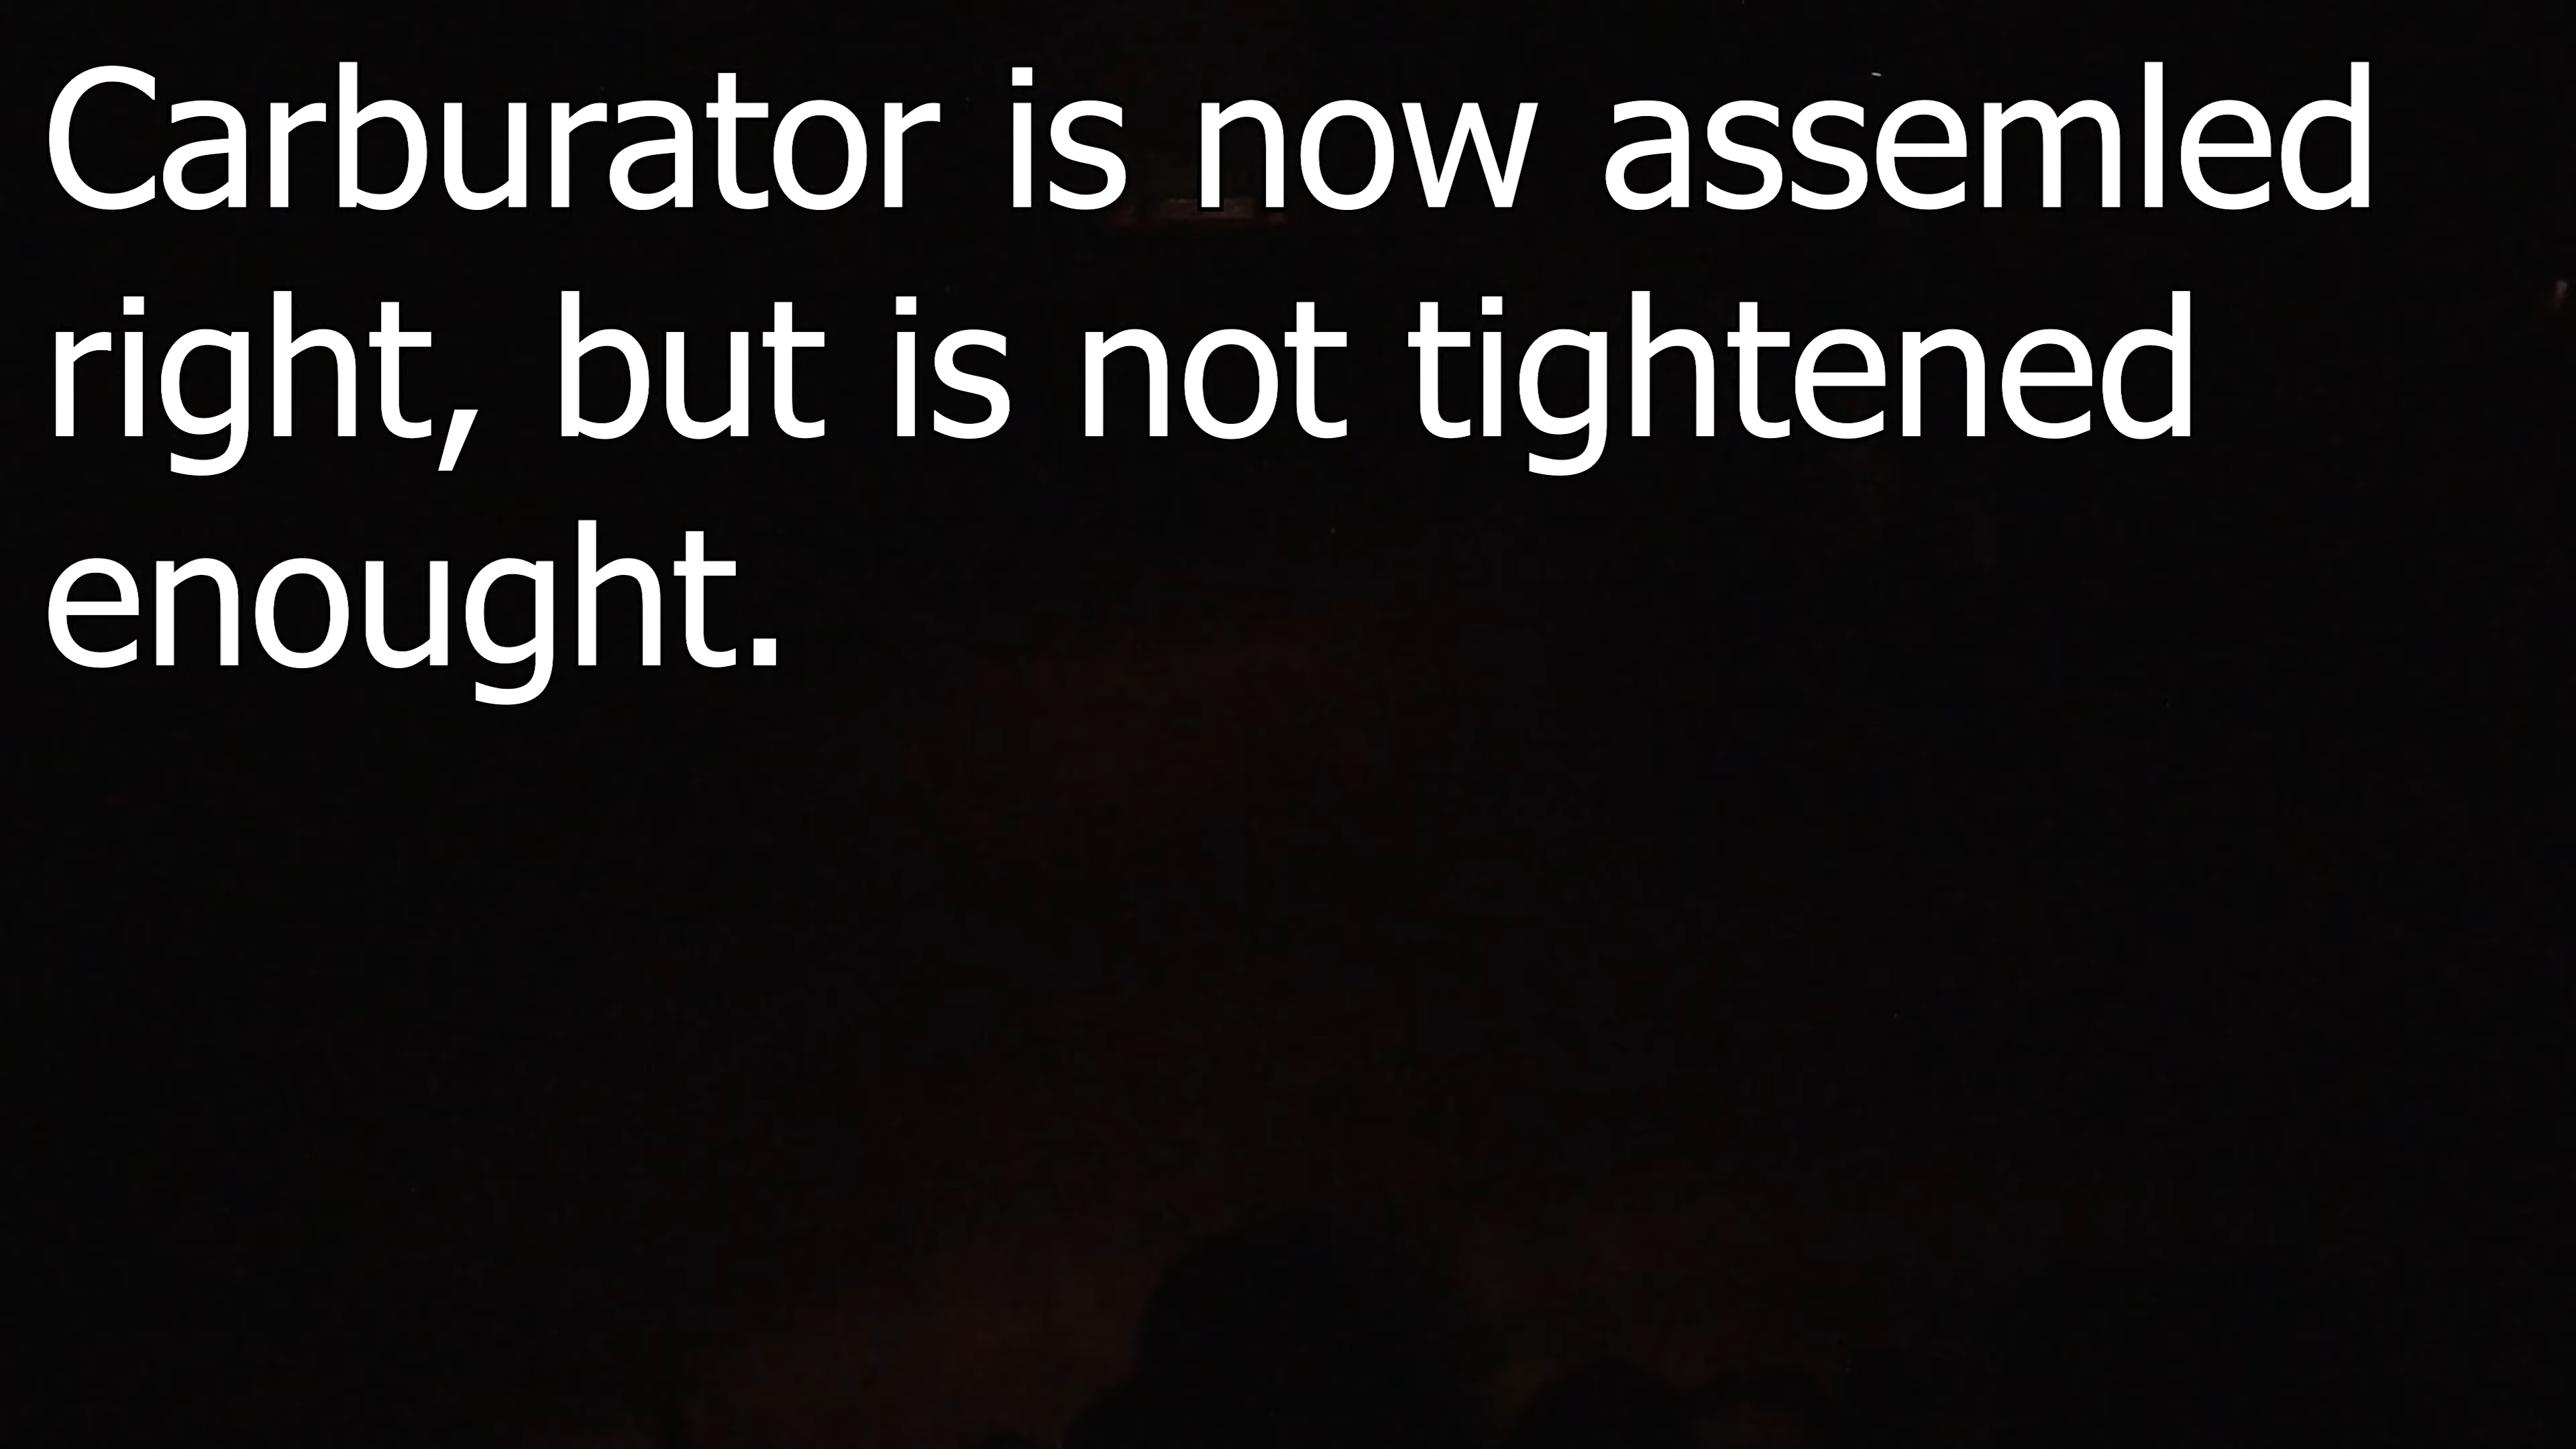 Carburator is now assemled
right, but is not tightened
enought.